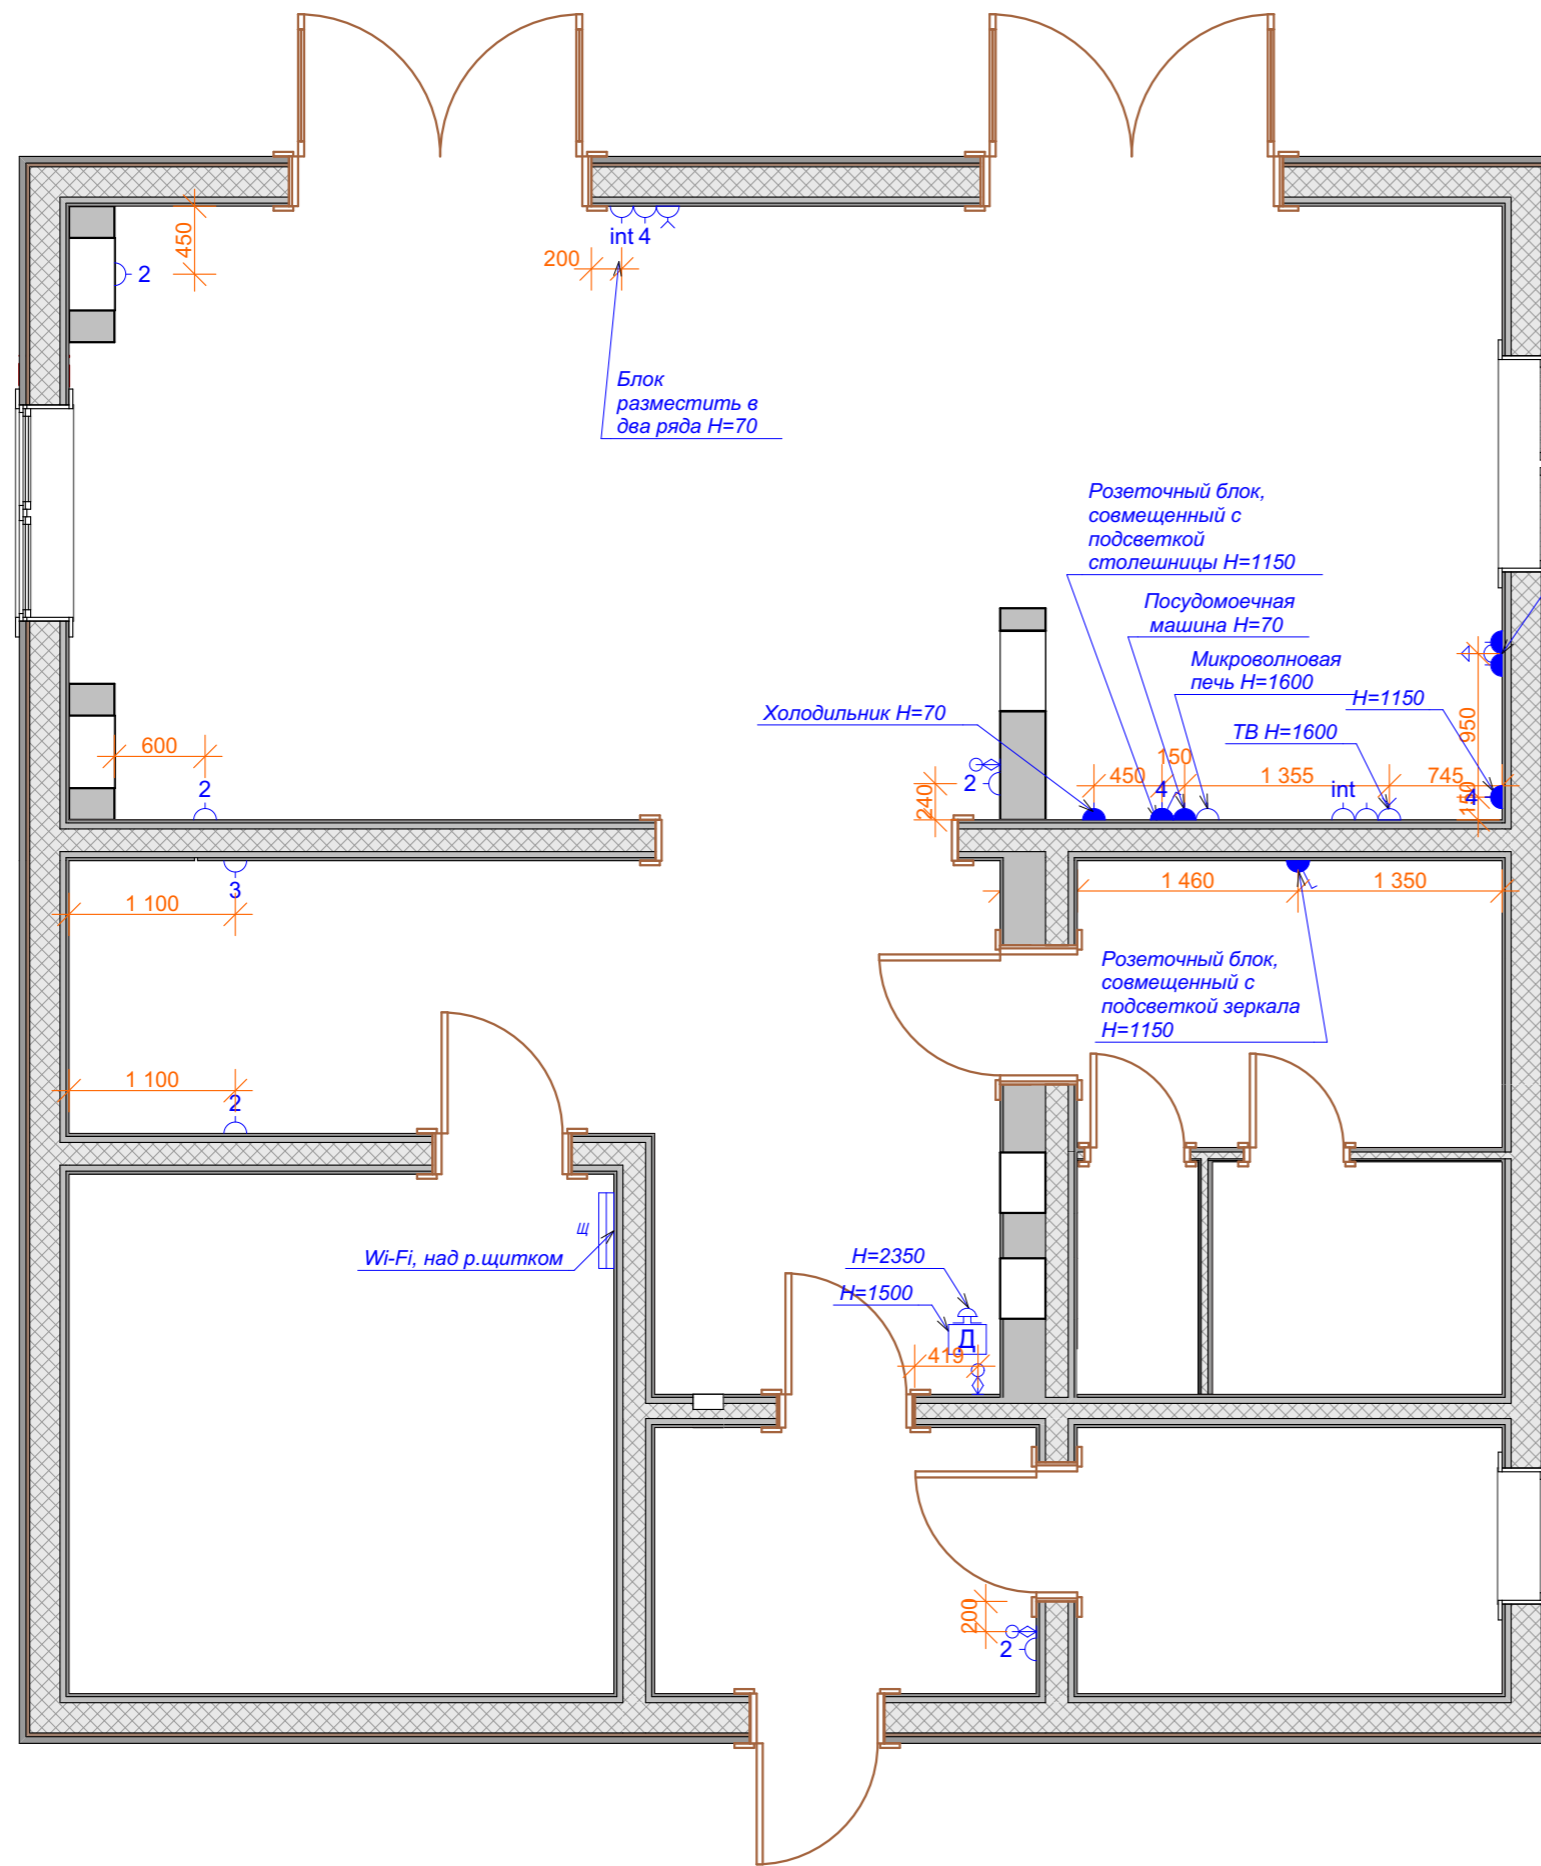 450
2
int 4
200
Блок
разместить в
два ряда H=70
Розеточный блок,
совмещенный с
подсветкой
столешницы H=1150
Посудомоечная
машина H=70
Микроволновая
печь H=1600
H=1150
Холодильник H=70
ТВ H=1600
950
600
150
450
1 355
745
2
2
240
4
int
4
150
3
1 100
1 460
1 350
Розеточный блок,
совмещенный с
подсветкой зеркала
H=1150
1 100
2
щ
Wi-Fi, над р.щитком
H=2350
H=1500
Д
419
200
2